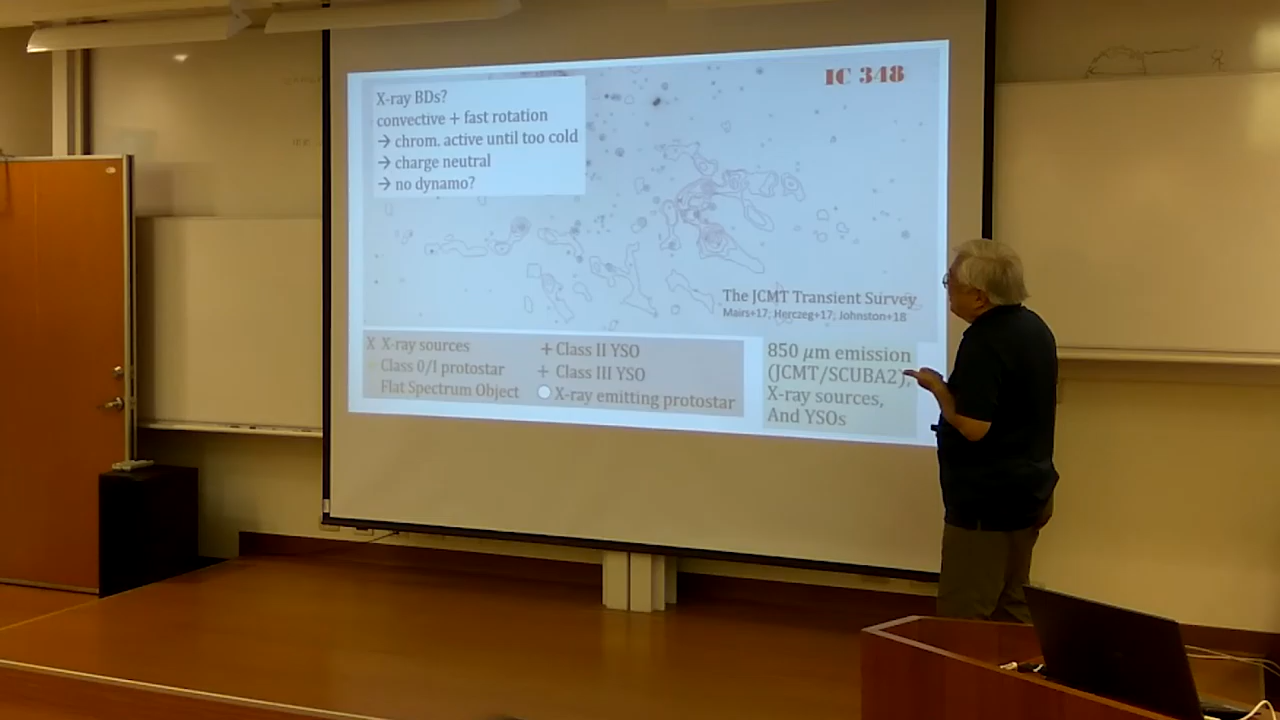 IC 348
X-ray BDs?
convective + fast rotation
→ chrom. active until too cold
→ charge neutral
→ no dynamo?
The JCMT Transient Survey
Mairs+17, Herczeg+17, Johnston+18
X X-ray sources
Class 0/I protostar
Flat Spectrum Object
+ Class II YSO
+ Class III YSO
X-ray emitting protostar
850 μm emission
(JCMT/SCUBA2),
X-ray sources,
And YSOs